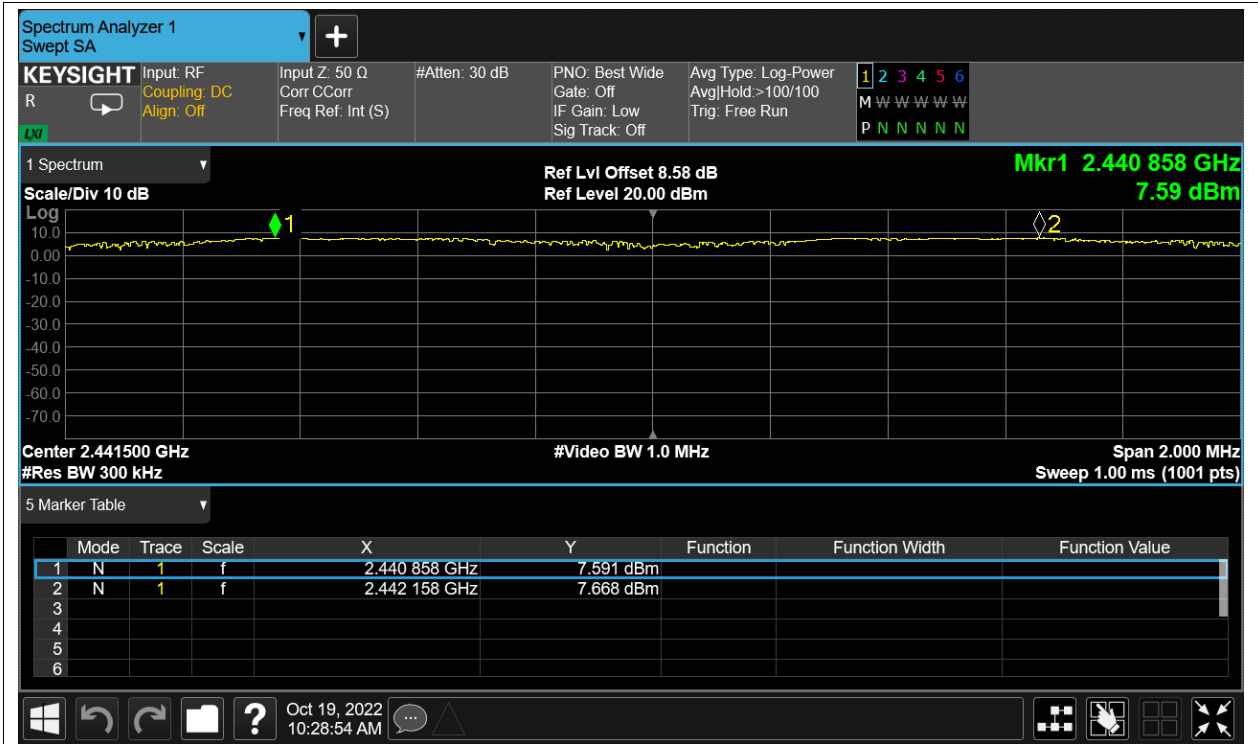 Spectrum Analyzer 1
Swept SA
+
KEYSIGHT Input: RF Input Z: 50 Ω #Atten: 30 dB PNO: Best Wide Avg Type: Log-Power 1 2 3 4 5 6
R Coupling: DC Corr CCorr Gate: Off Avg|Hold:>100/100 M W W W W W
Align: Off Freq Ref: Int (S) IF Gain: Low Trig: Free Run
LXI Sig Track: Off P N N N N N
1 Spectrum Ref Lvl Offset 8.58 dB Mkr1 2.440 858 GHz
Scale/Div 10 dB Ref Level 20.00 dBm 7.59 dBm
Log
1 2
10.0
0.00
-10.0
-20.0
-30.0
-40.0
-50.0
-60.0
-70.0
Center 2.441500 GHz #Video BW 1.0 MHz Span 2.000 MHz
#Res BW 300 kHz Sweep 1.00 ms (1001 pts)
5 Marker Table
Mode Trace Scale X Y Function Function Width Function Value
1 N 1 f 2.440 858 GHz 7.591 dBm
2 N 1 f 2.442 158 GHz 7.668 dBm
3
4
5
6
? Oct 19, 2022
10:28:54 AM